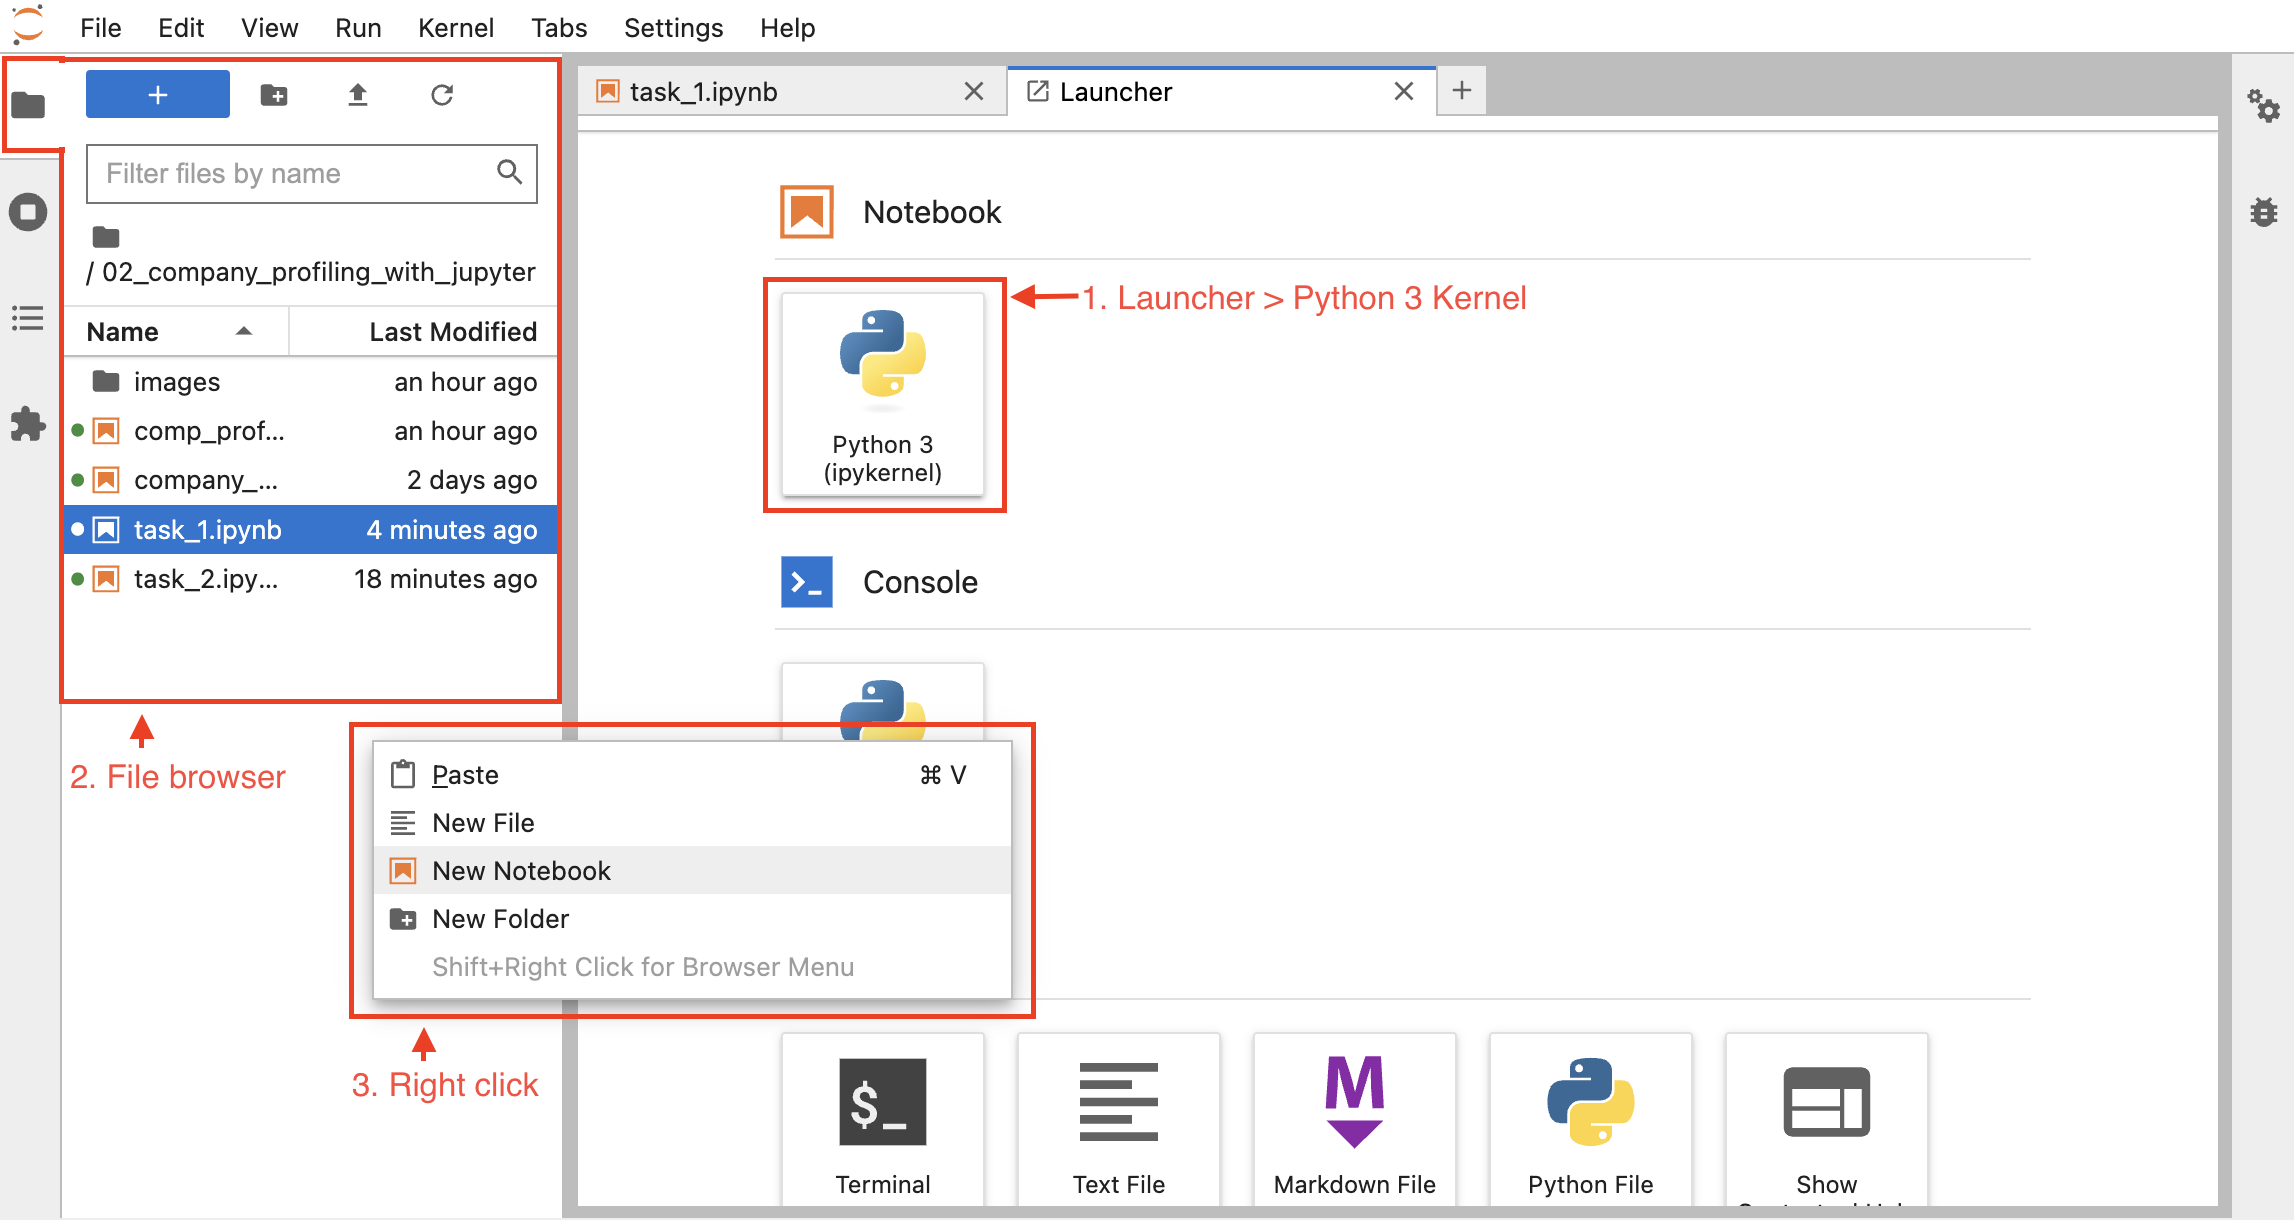 File Edit View Run Kernel Tabs Settings Help
task_1.ipynb
Launcher
Filter files by name
/ 02_company_profiling_with_jupyter
Name Last Modified
images an hour ago
comp_prof... an hour ago
company_... 2 days ago
task_1.ipynb 4 minutes ago
task_2.ipy... 18 minutes ago
2. File browser
Notebook
1. Launcher > Python 3 Kernel
Python 3
(ipykernel)
Console
Paste ⌘ V
New File
New Notebook
New Folder
Shift+Right Click for Browser Menu
3. Right click
$_
M
Terminal
Text File
Markdown File
Python File
Show